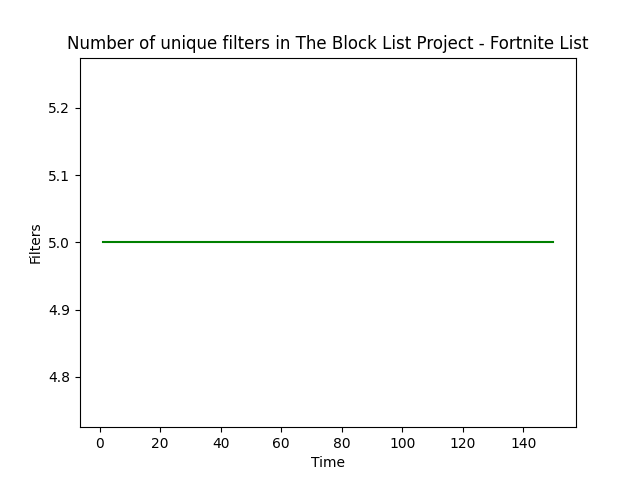 Number of unique filters in The Block List Project - Fortnite List
5.2
5.1
5.0
4.9
4.8
Filters
0 20 40 60 80 100 120 140
Time